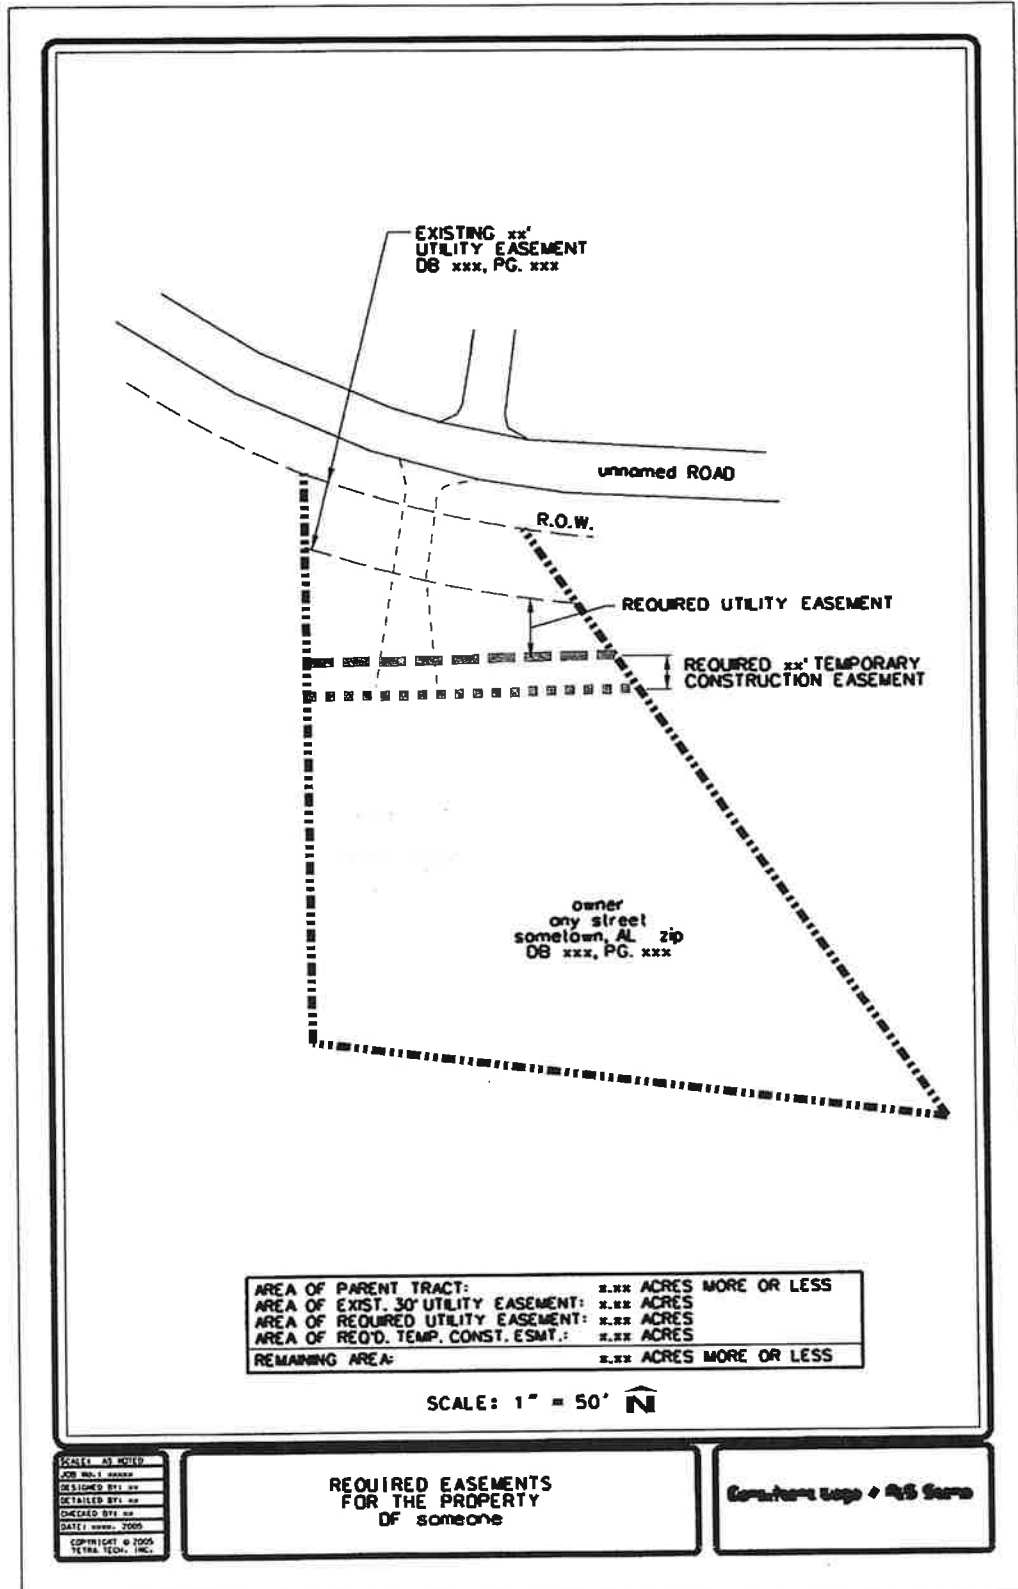 EXISTING xx'
UTILITY EASEMENT
DB xxx, PG. xxx
unnamed ROAD
R.O.W.
REQUIRED UTILITY EASEMENT
REQUIRED xx' TEMPORARY
CONSTRUCTION EASEMENT
owner
any street
sometown, AL zip
DB xxx, PG. xxx
AREA OF PARENT TRACT: x.xx ACRES MORE OR LESS
AREA OF EXIST. 30' UTILITY EASEMENT: x.xx ACRES
AREA OF REQUIRED UTILITY EASEMENT: x.xx ACRES
AREA OF REQ'D. TEMP. CONST. ESMT.: x.xx ACRES
REMAINING AREA: x.xx ACRES MORE OR LESS
SCALE: 1" = 50' N
SCALE: AS NOTED
JOB NO.: xxxxx
DESIGNED BY: xx
DETAILED BY: xx
CHECKED BY: xx
DATE: xxxx, 2005
COPYRIGHT © 2005
TETRA TECH, INC.
REQUIRED EASEMENTS
FOR THE PROPERTY
OF someone
Logo